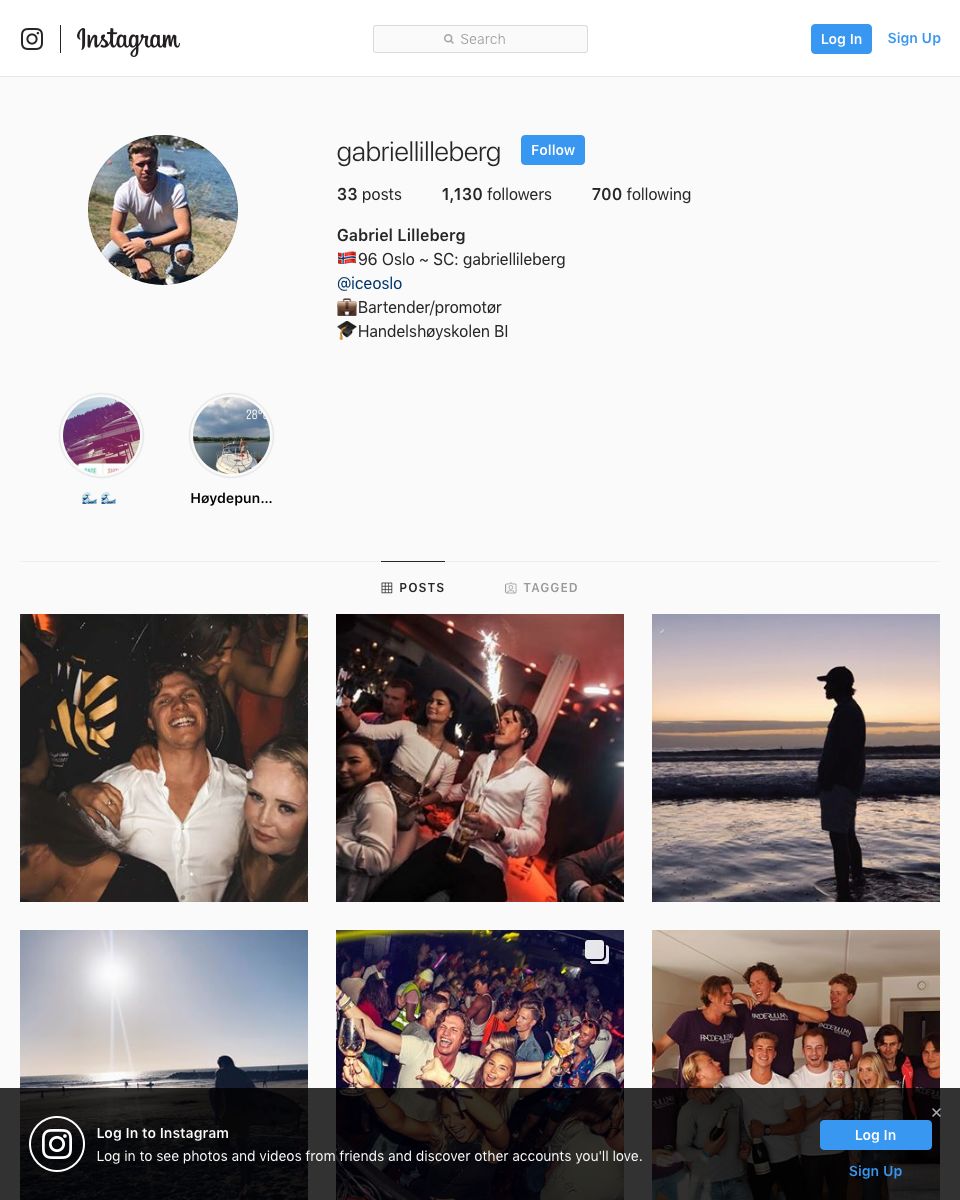 Instagram
Search
Log In
Sign Up
gabriellilleberg
Follow
33 posts
1,130 followers
700 following
Gabriel Lilleberg
🇳🇴96 Oslo ~ SC: gabriellileberg
@iceoslo
💼Bartender/promotør
🎓Handelshøyskolen BI
28°
🌊🌊
Høydepun...
POSTS
TAGGED
Log In to Instagram
Log in to see photos and videos from friends and discover other accounts you'll love.
Log In
Sign Up